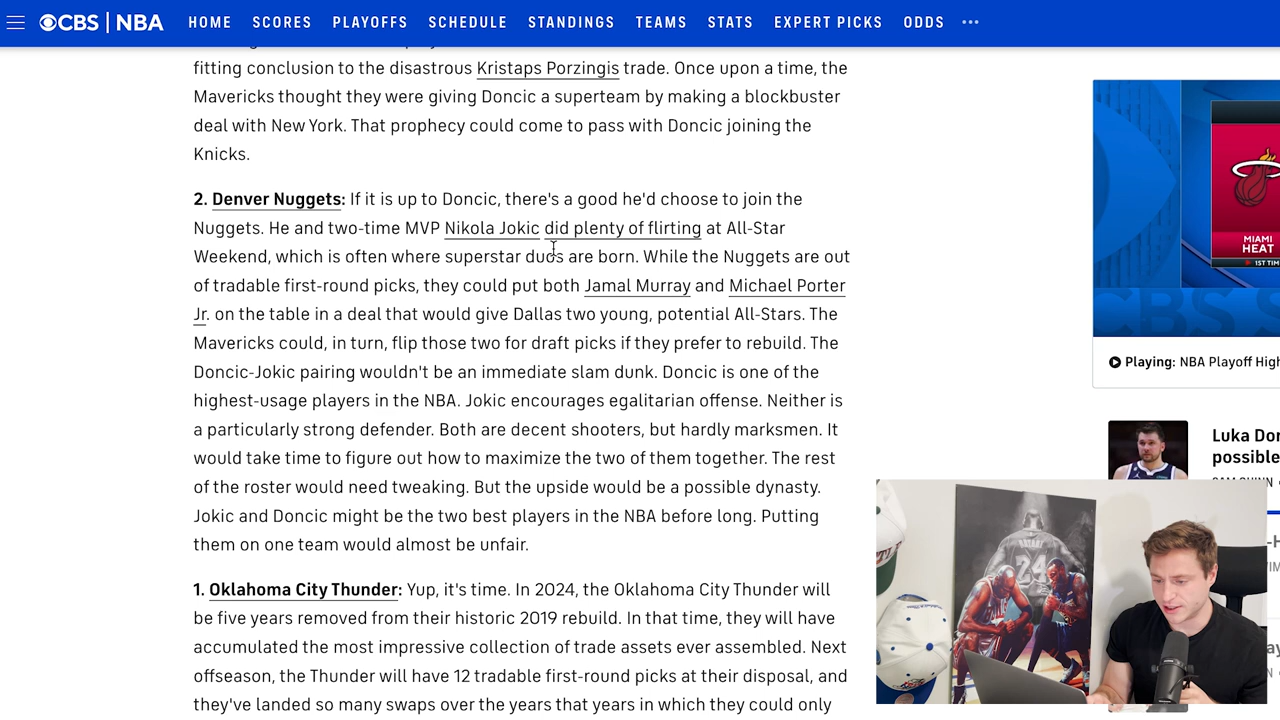 CBS | NBA HOME SCORES PLAYOFFS SCHEDULE STANDINGS TEAMS STATS EXPERT PICKS ODDS
fitting conclusion to the disastrous Kristaps Porzingis trade. Once upon a time, the
Mavericks thought they were giving Doncic a superteam by making a blockbuster
deal with New York. That prophecy could come to pass with Doncic joining the
Knicks.
2. Denver Nuggets: If it is up to Doncic, there's a good he'd choose to join the
Nuggets. He and two-time MVP Nikola Jokic did plenty of flirting at All-Star
Weekend, which is often where superstar duos are born. While the Nuggets are out
of tradable first-round picks, they could put both Jamal Murray and Michael Porter
Jr. on the table in a deal that would give Dallas two young, potential All-Stars. The
Mavericks could, in turn, flip those two for draft picks if they prefer to rebuild. The
Doncic-Jokic pairing wouldn't be an immediate slam dunk. Doncic is one of the
highest-usage players in the NBA. Jokic encourages egalitarian offense. Neither is
a particularly strong defender. Both are decent shooters, but hardly marksmen. It
would take time to figure out how to maximize the two of them together. The rest
of the roster would need tweaking. But the upside would be a possible dynasty.
Jokic and Doncic might be the two best players in the NBA before long. Putting
them on one team would almost be unfair.
1. Oklahoma City Thunder: Yup, it's time. In 2024, the Oklahoma City Thunder will
be five years removed from their historic 2019 rebuild. In that time, they will have
accumulated the most impressive collection of trade assets ever assembled. Next
offseason, the Thunder will have 12 tradable first-round picks at their disposal, and
they've landed so many swaps over the years that years in which they could only
MIAMI
HEAT
1ST TIM
CBS S
Playing: NBA Playoff High
Luka Don
possible
24